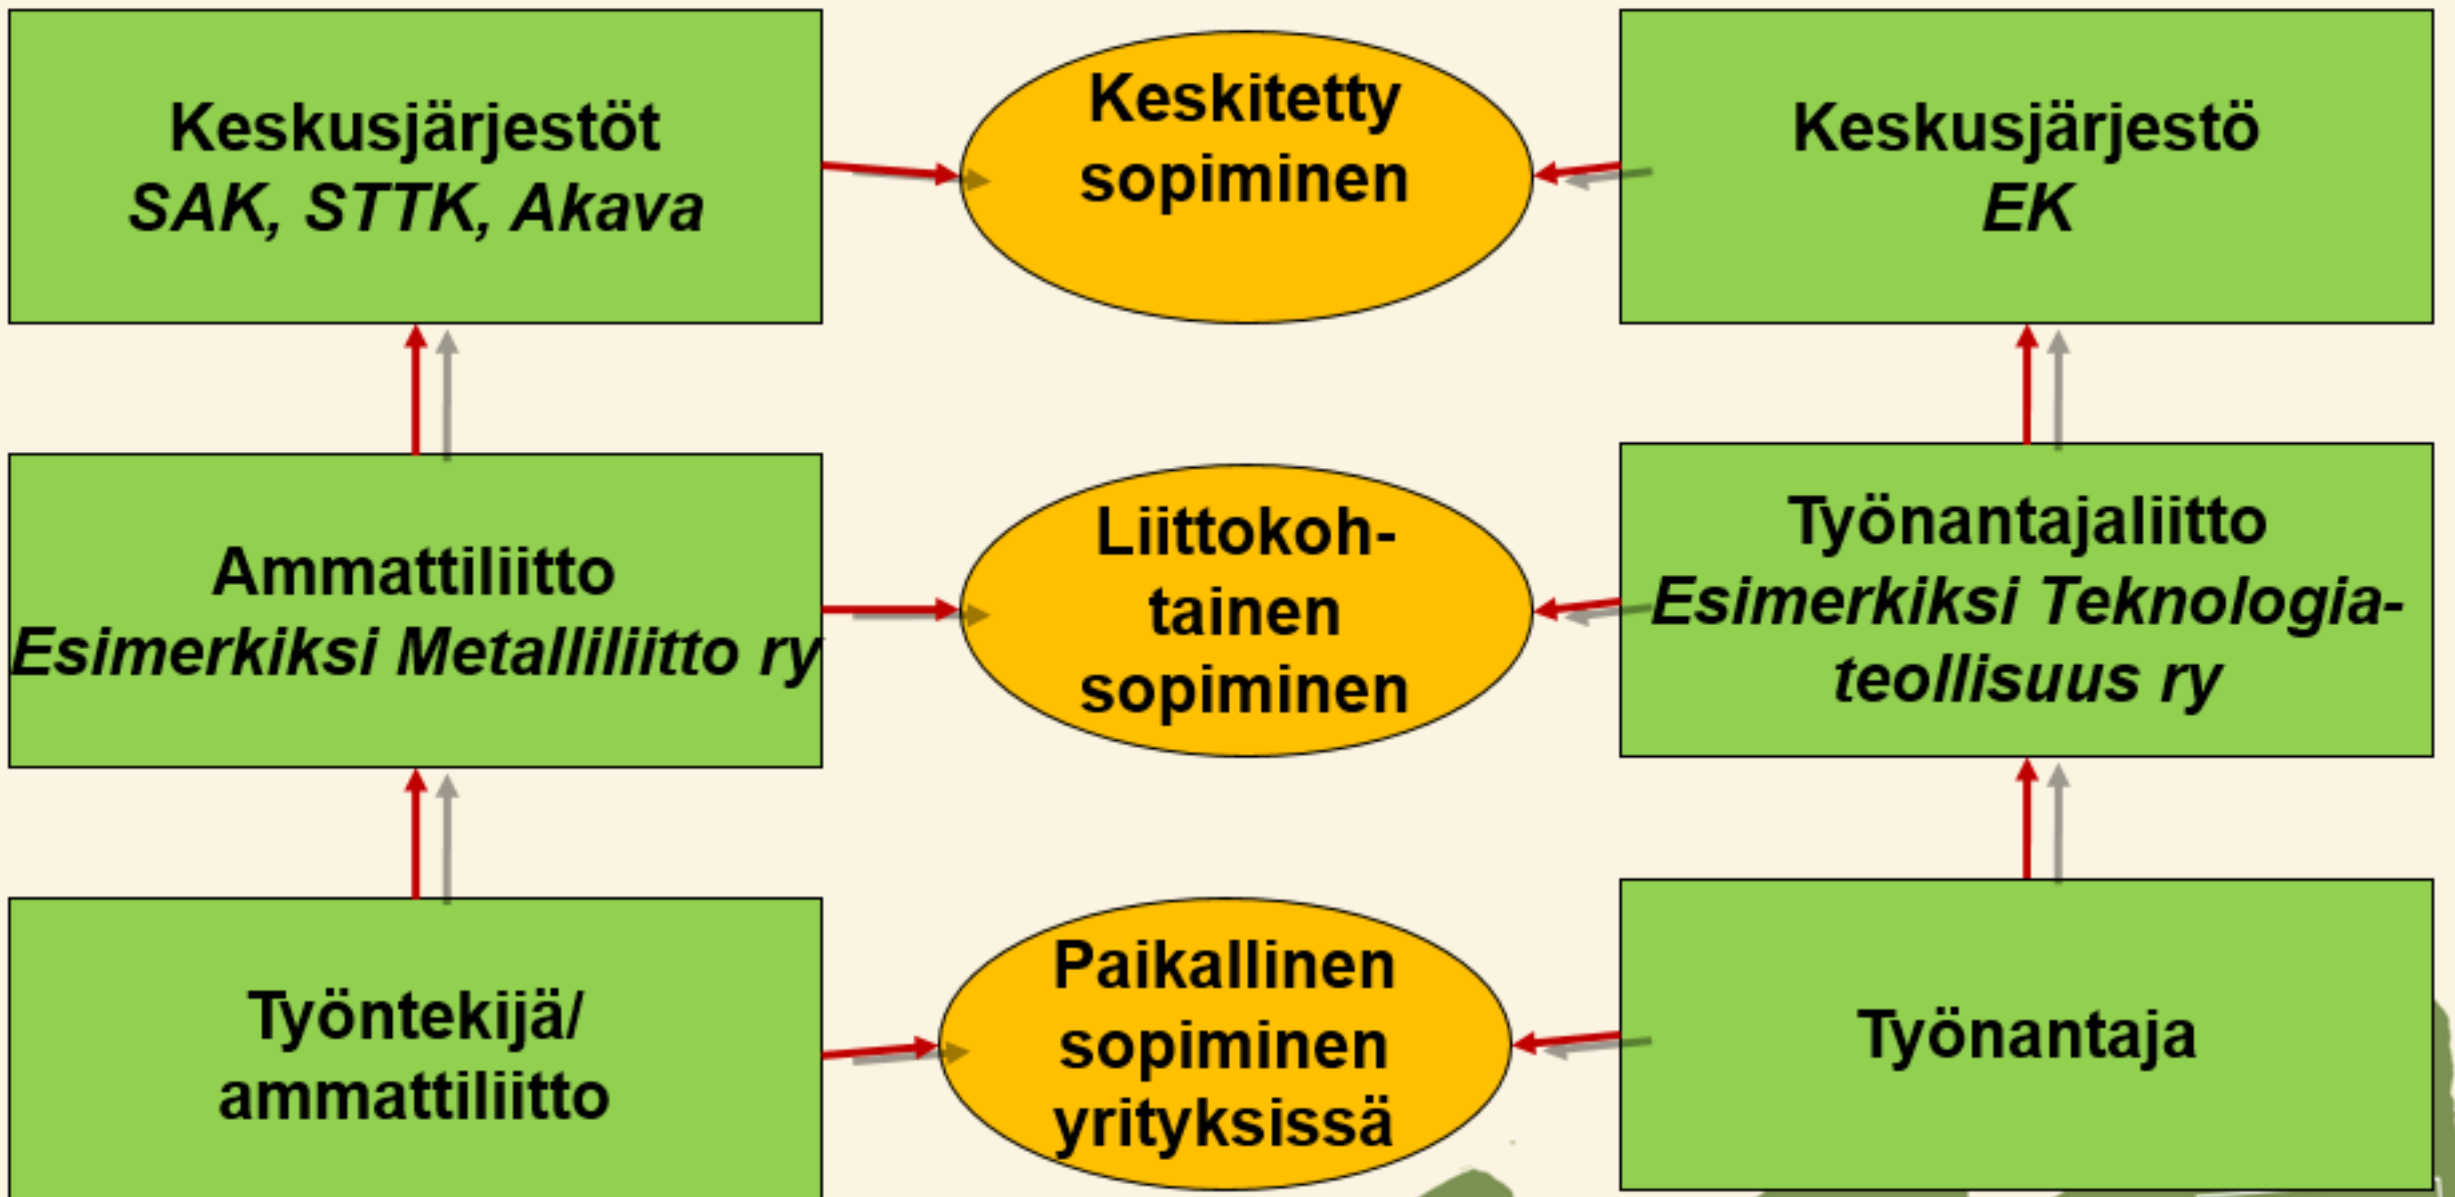 Keskusjärjestöt
SAK, STTK, Akava
Keskitetty
sopiminen
Keskusjärjestö
EK
Ammattiliitto
Esimerkiksi Metalliliitto ry
Liittokoh-
tainen
sopiminen
Työnantajaliitto
Esimerkiksi Teknologia-
teollisuus ry
Työntekijä/
ammattiliitto
Paikallinen
sopiminen
yrityksissä
Työnantaja